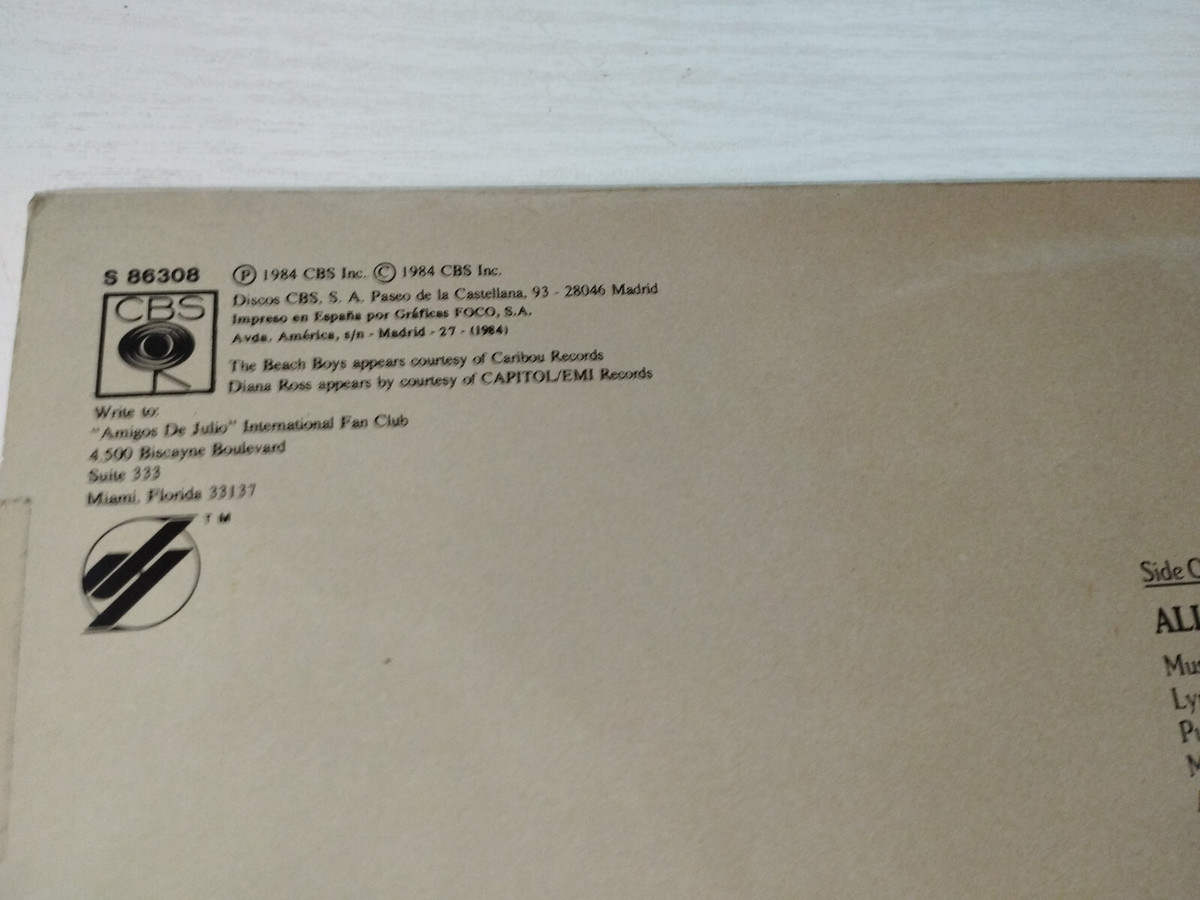 S 86308 Ⓟ 1984 CBS Inc. Ⓒ 1984 CBS Inc.
CBS
Discos CBS, S. A. Paseo de la Castellana, 93 - 28046 Madrid
Impreso en España por Gráficas FOCO, S.A.
Avda. América, s/n - Madrid - 27 - (1984)
The Beach Boys appears courtesy of Caribou Records
Diana Ross appears by courtesy of CAPITOL/EMI Records
Write to:
"Amigos De Julio" International Fan Club
4.500 Biscayne Boulevard
Suite 333
Miami, Florida 33137
TM
Side